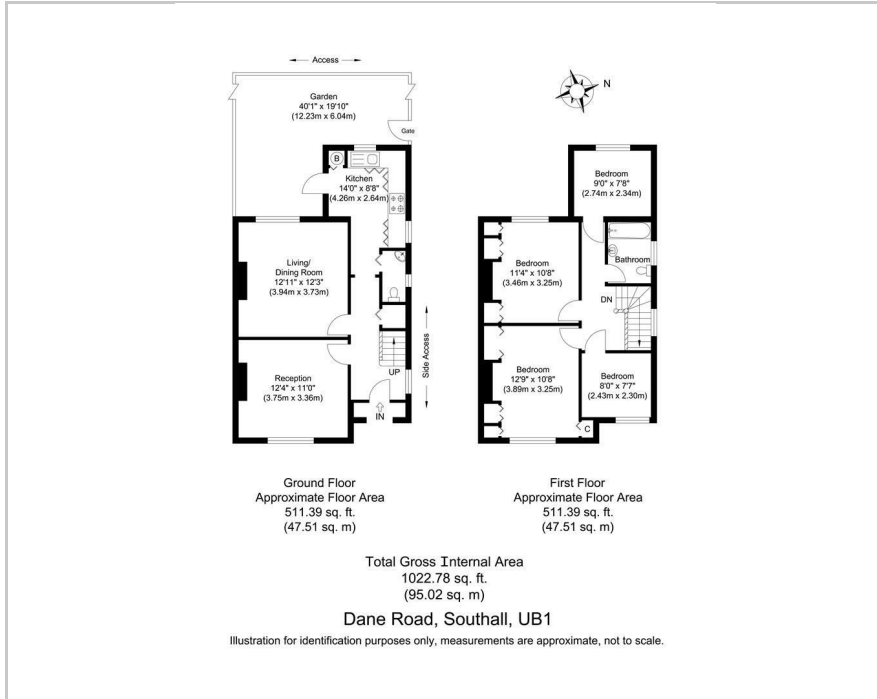 Access
Garden
40'1" x 19'10"
(12.23m x 6.04m)
Gate
B
Kitchen
14'0" x 8'8"
(4.26m x 2.64m)
Living/
Dining Room
12'11" x 12'3"
(3.94m x 3.73m)
Side Access
UP
Reception
12'4" x 11'0"
(3.75m x 3.36m)
IN
Ground Floor
Approximate Floor Area
511.39 sq. ft.
(47.51 sq. m)
N
Bedroom
9'0" x 7'8"
(2.74m x 2.34m)
Bathroom
Bedroom
11'4" x 10'8"
(3.46m x 3.25m)
DN
Bedroom
12'9" x 10'8"
(3.89m x 3.25m)
Bedroom
8'0" x 7'7"
(2.43m x 2.30m)
C
First Floor
Approximate Floor Area
511.39 sq. ft.
(47.51 sq. m)
Total Gross Internal Area
1022.78 sq. ft.
(95.02 sq. m)
Dane Road, Southall, UB1
Illustration for identification purposes only, measurements are approximate, not to scale.